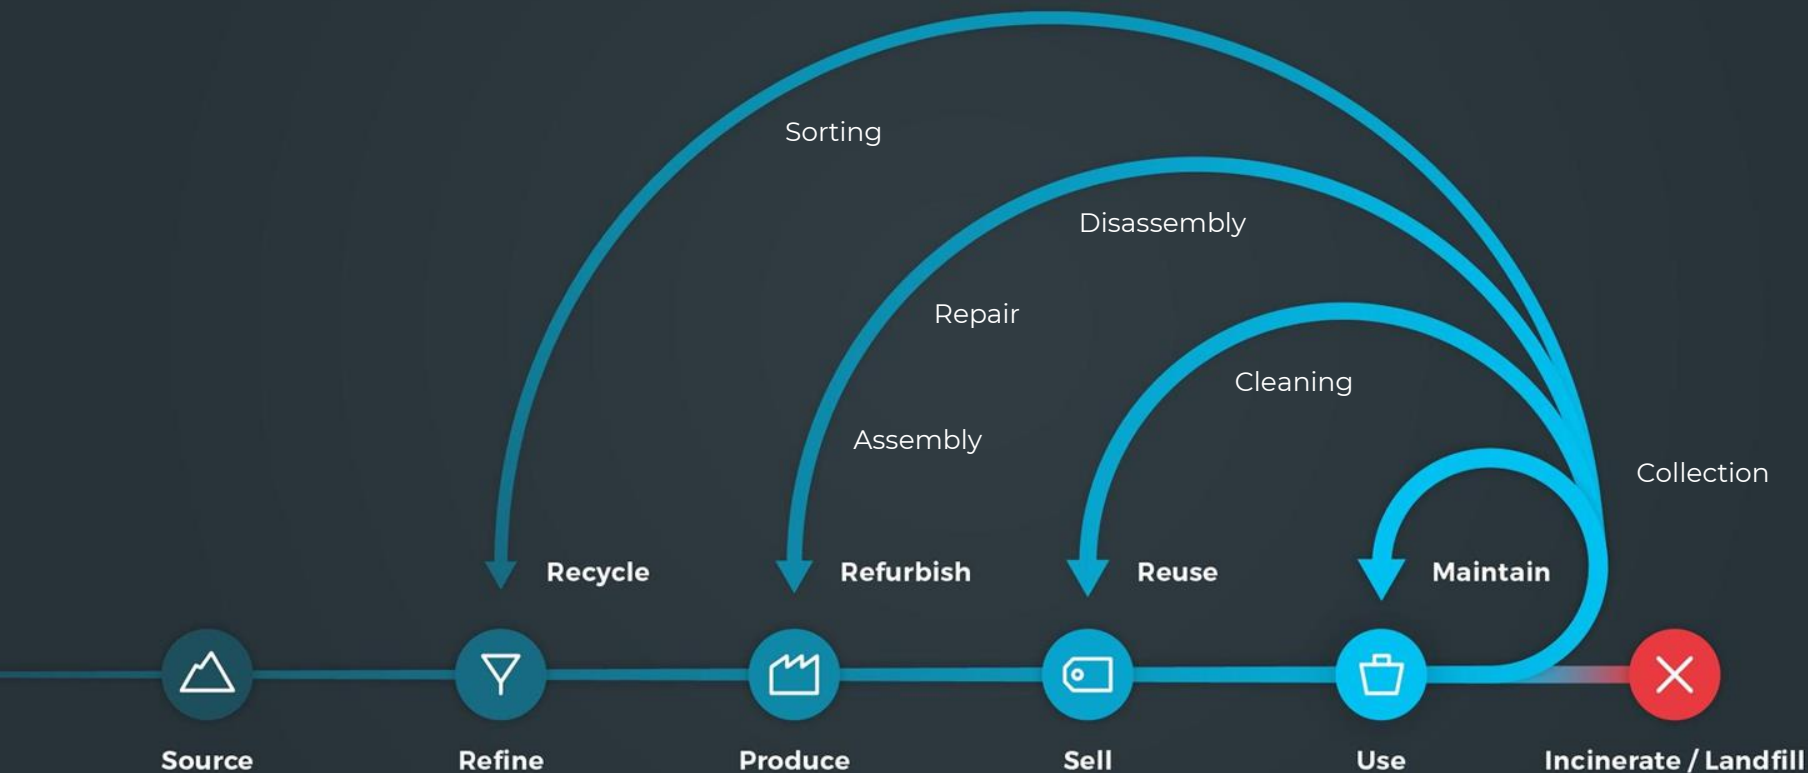 Sorting
Disassembly
Repair
Cleaning
Assembly
Collection
Recycle
Refurbish
Reuse
Maintain
Source
Refine
Produce
Sell
Use
Incinerate / Landfill